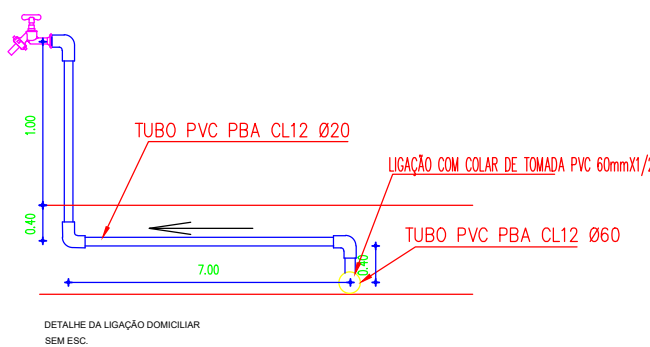 1.00
TUBO PVC PBA CL12 Ø20
LIGAÇÃO COM COLAR DE TOMADA PVC 60mmX1/2
0.40
TUBO PVC PBA CL12 Ø60
7.00
0.40
DETALHE DA LIGAÇÃO DOMICILIAR
SEM ESC.